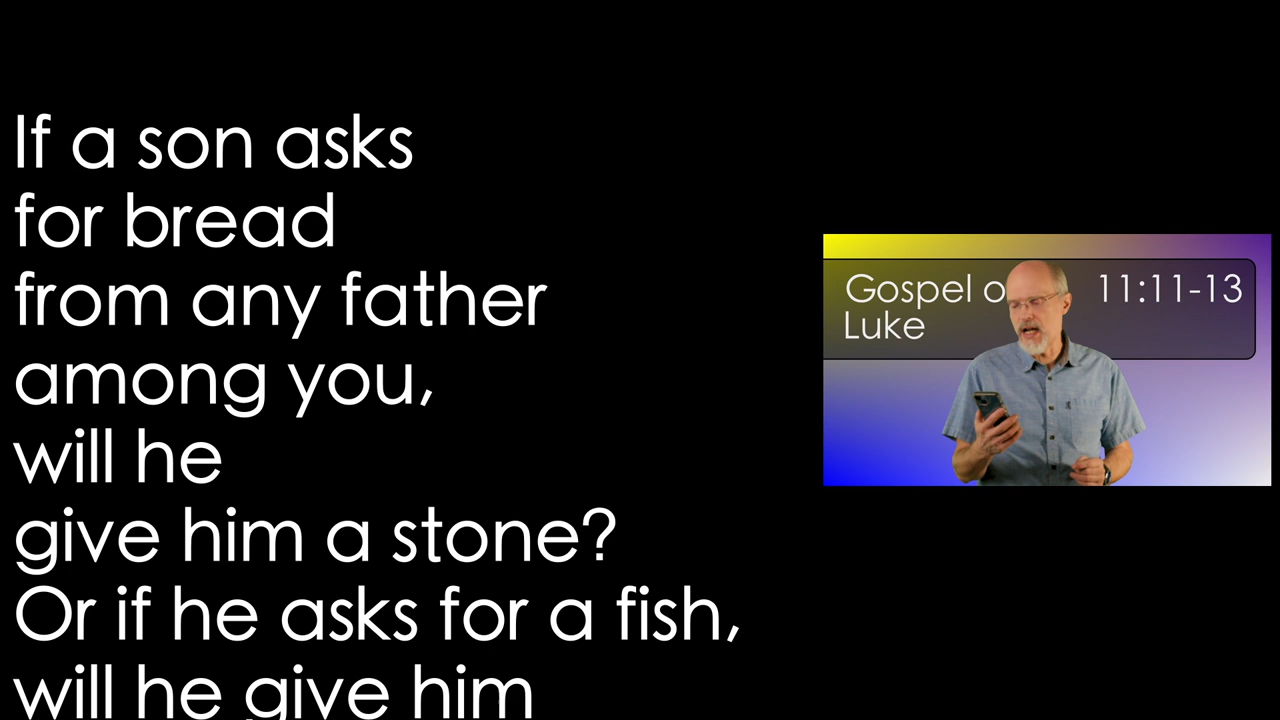 If a son asks
for bread
from any father
among you,
will he
give him a stone?
Or if he asks for a fish,
will he give him
Gospel o 11:11-13
Luke